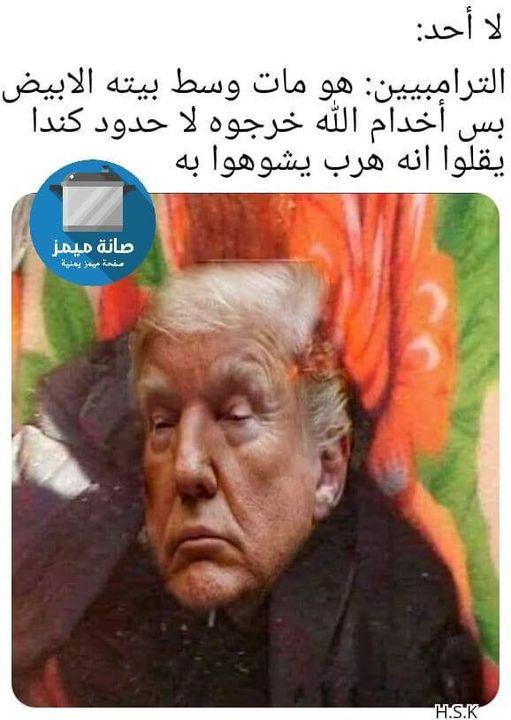 لا أحد:
الترامبيين: هو مات وسط بيته الابيض
بس أخدام الله خرجوه لا حدود كندا
يقلوا انه هرب يشوهوا به
صانة ميمز
صفحة ميمز يمنية
H.S.K